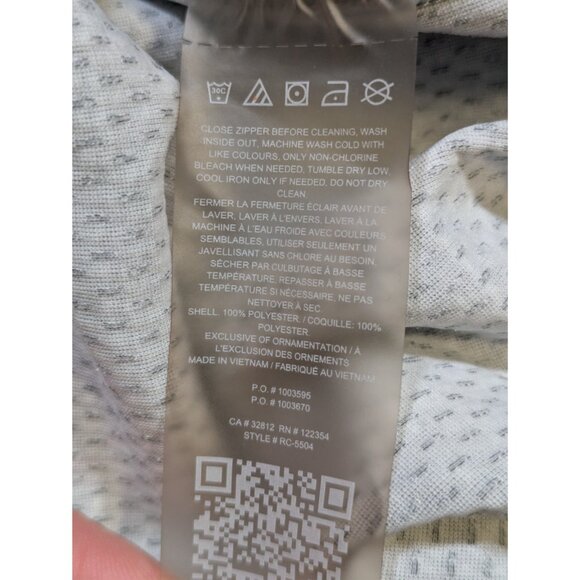 30C
CLOSE ZIPPER BEFORE CLEANING, WASH
INSIDE OUT, MACHINE WASH COLD WITH
LIKE COLOURS, ONLY NON-CHLORINE
BLEACH WHEN NEEDED, TUMBLE DRY LOW,
COOL IRON ONLY IF NEEDED, DO NOT DRY
CLEAN.
FERMER LA FERMETURE ÉCLAIR AVANT DE
LAVER, LAVER À L'ENVERS, LAVER À LA
MACHINE À L'EAU FROIDE AVEC COULEURS
SEMBLABLES, UTILISER SEULEMENT UN
JAVELLISANT SANS CHLORE AU BESOIN,
SÉCHER PAR CULBUTAGE À BASSE
TEMPÉRATURE, REPASSER À BASSE
TEMPÉRATURE SI NÉCESSAIRE, NE PAS
NETTOYER À SEC.
SHELL: 100% POLYESTER, / COQUILLE: 100%
POLYESTER
EXCLUSIVE OF ORNAMENTATION / À
L'EXCLUSION DES ORNEMENTS
MADE IN VIETNAM / FABRIQUÉ AU VIETNAM
P.O. # 1003595
P.O. # 1003670
CA # 32812 RN # 122354
STYLE # RC-5504